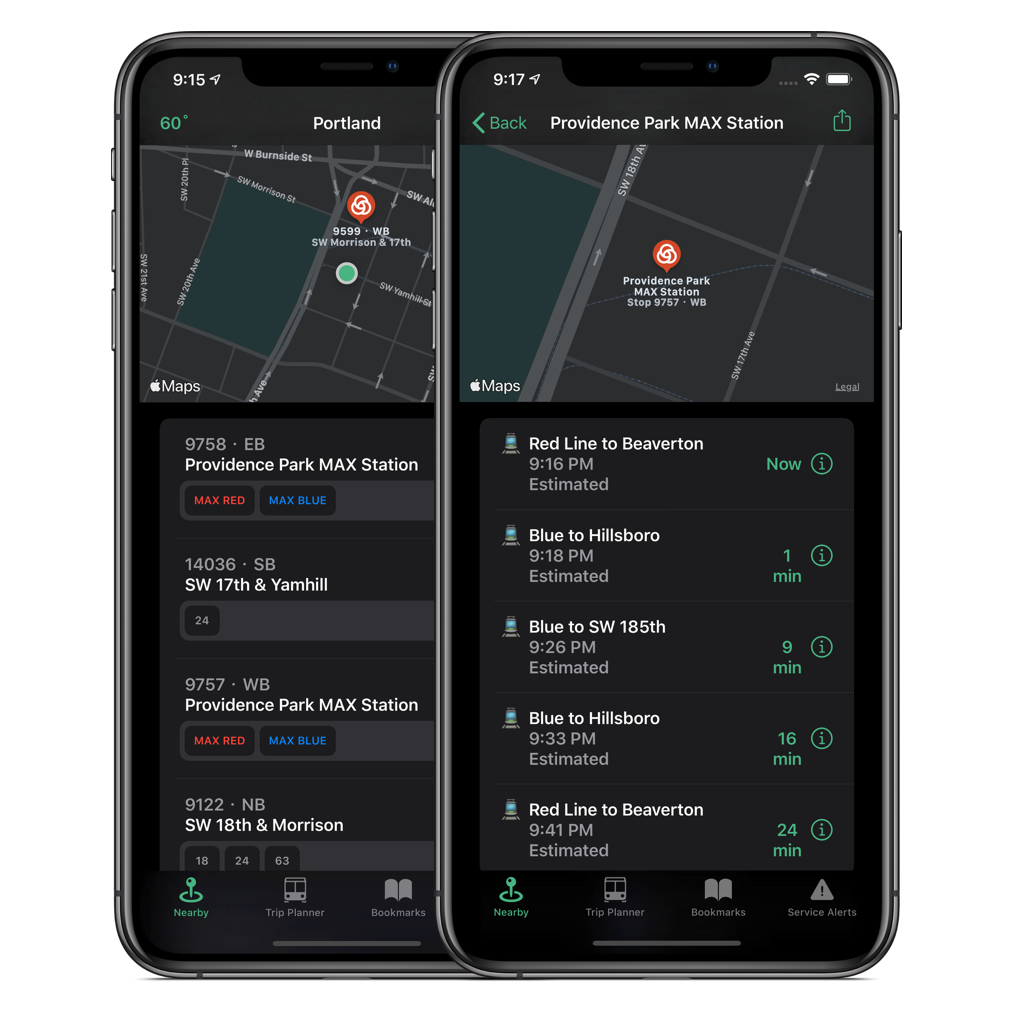 9:15
60°
Portland
W Burnside St
SW 20th Pl
SW Morrison St
SW Al
9599 · WB
SW Morrison & 17th
SW 21st Ave
SW 20th Ave
SW Yamhill St
h Ave
Maps
9758 · EB
Providence Park MAX Station
MAX RED
MAX BLUE
14036 · SB
SW 17th & Yamhill
24
9757 · WB
Providence Park MAX Station
MAX RED
MAX BLUE
9122 · NB
SW 18th & Morrison
18
24
63
Nearby
Trip Planner
Bookmarks
9:17
Back
Providence Park MAX Station
SW 18th Av
Providence Park
MAX Station
Stop 9757 · WB
SW 17th Ave
Maps
Legal
Red Line to Beaverton
9:16 PM
Estimated
Now
Blue to Hillsboro
9:18 PM
Estimated
1
min
Blue to SW 185th
9:26 PM
Estimated
9
min
Blue to Hillsboro
9:33 PM
Estimated
16
min
Red Line to Beaverton
9:41 PM
Estimated
24
min
Nearby
Trip Planner
Bookmarks
Service Alerts